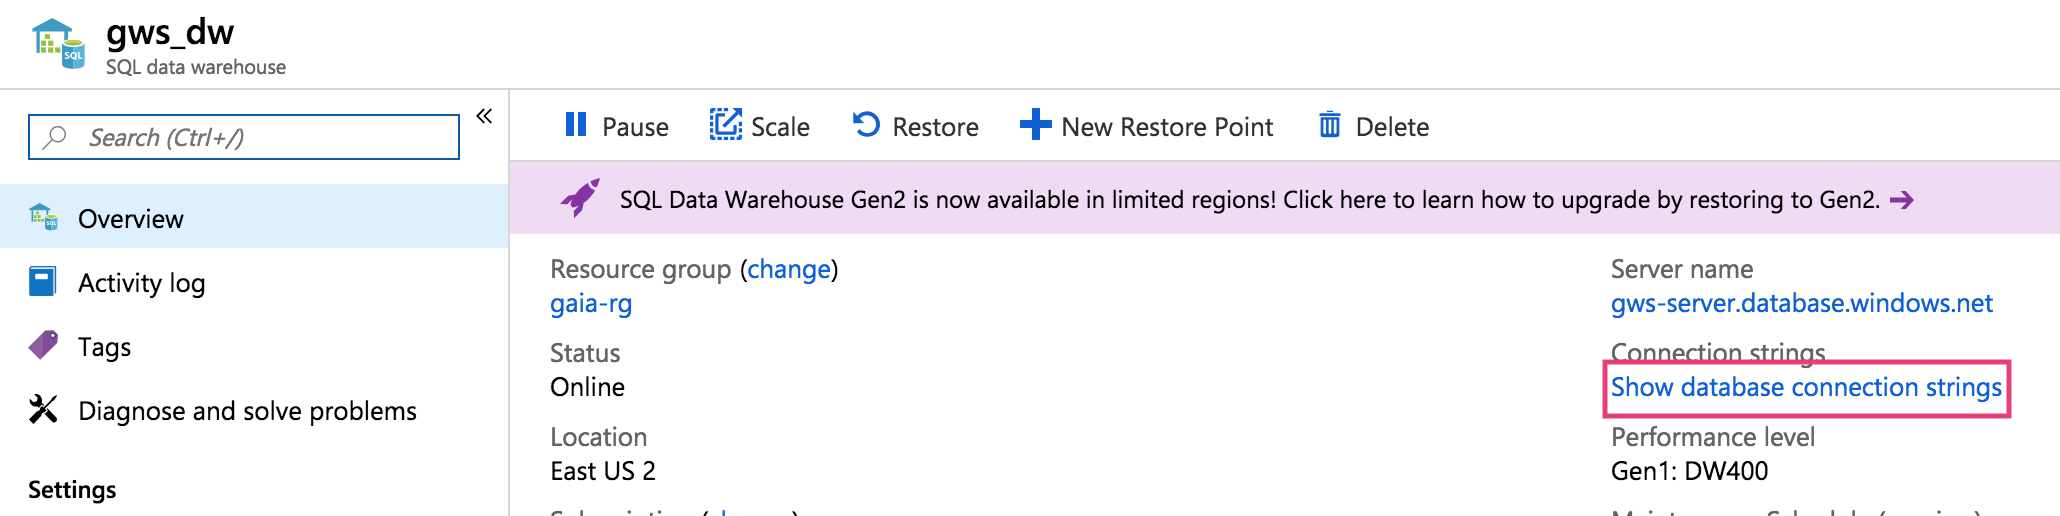 gws_dw
SQL data warehouse
Search (Ctrl+/)
«
Overview
Activity log
Tags
Diagnose and solve problems
Settings
Pause Scale Restore New Restore Point Delete
SQL Data Warehouse Gen2 is now available in limited regions! Click here to learn how to upgrade by restoring to Gen2. →
Resource group (change)
gaia-rg
Status
Online
Location
East US 2
Server name
gws-server.database.windows.net
Connection strings
Show database connection strings
Performance level
Gen1: DW400